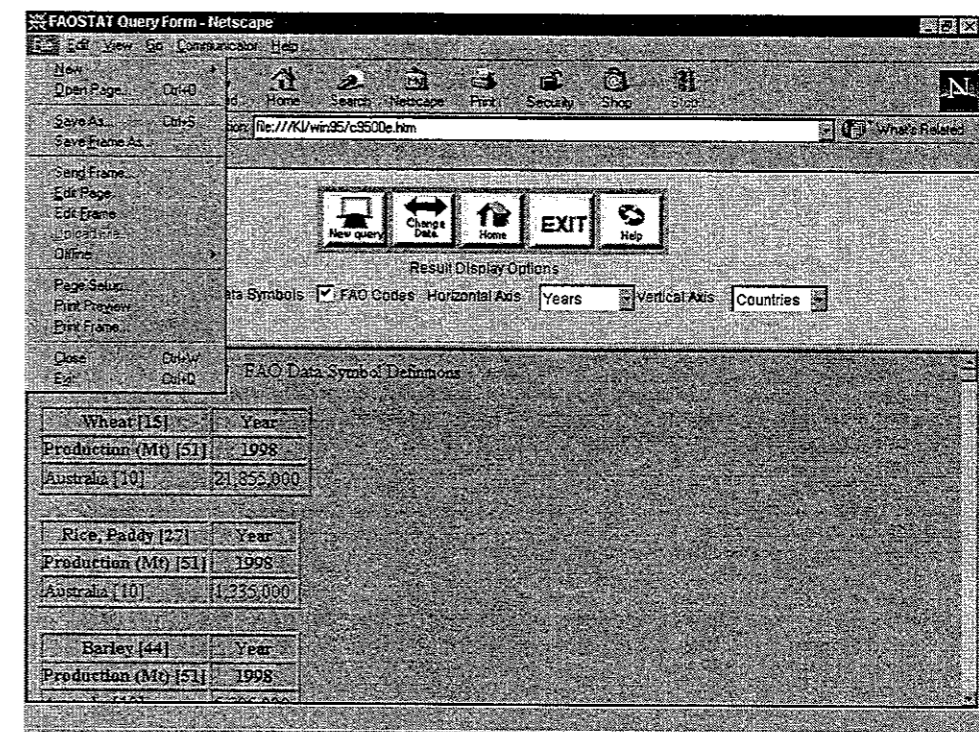 FAOSTAT Query Form - Netscape
Edit View Go Communicator Help
New
Open Page... Ctrl+O
Save As... Ctrl+S
Save Frame As...
Send Frame...
Edit Page
Edit Frame
Offline
Page Setup...
Print Preview
Print Frame...
Close Ctrl+W
Exit Ctrl+Q
Home Search Netscape Print Security Shop Stop
file:///K|/win95/c9500e.htm What's Related
N
New query Change Data Home EXIT Help
Result Display Options
ata Symbols FAO Codes Horizontal Axis Years Vertical Axis Countries
FAO Data Symbol Definitions
Wheat [15] Year
Production (Mt) [51] 1998
Australia [10] 21,855,000
Rice, Paddy [27] Year
Production (Mt) [51] 1998
Australia [10] 1,335,000
Barley [44] Year
Production (Mt) [51] 1998